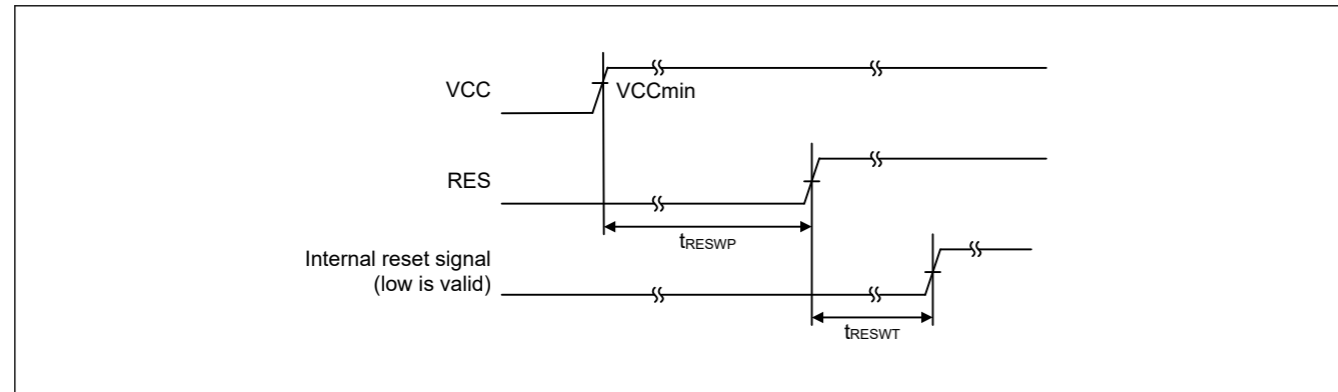 VCC
VCCmin
RES
tRESWP
Internal reset signal
(low is valid)
tRESWT